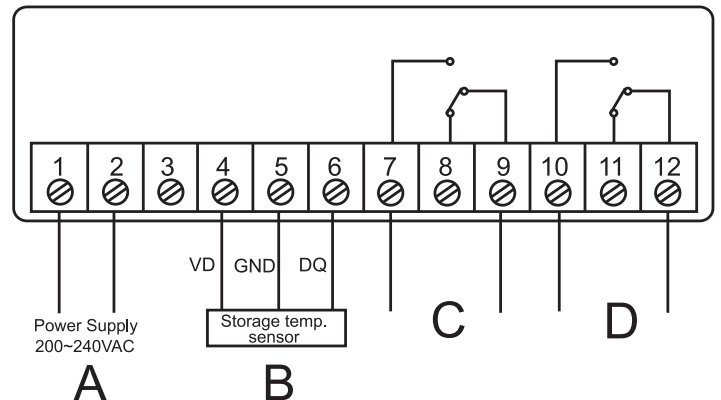 1 2 3 4 5 6 7 8 9 10 11 12
VD GND DQ
Power Supply
200~240VAC
Storage temp.
sensor
A B C D